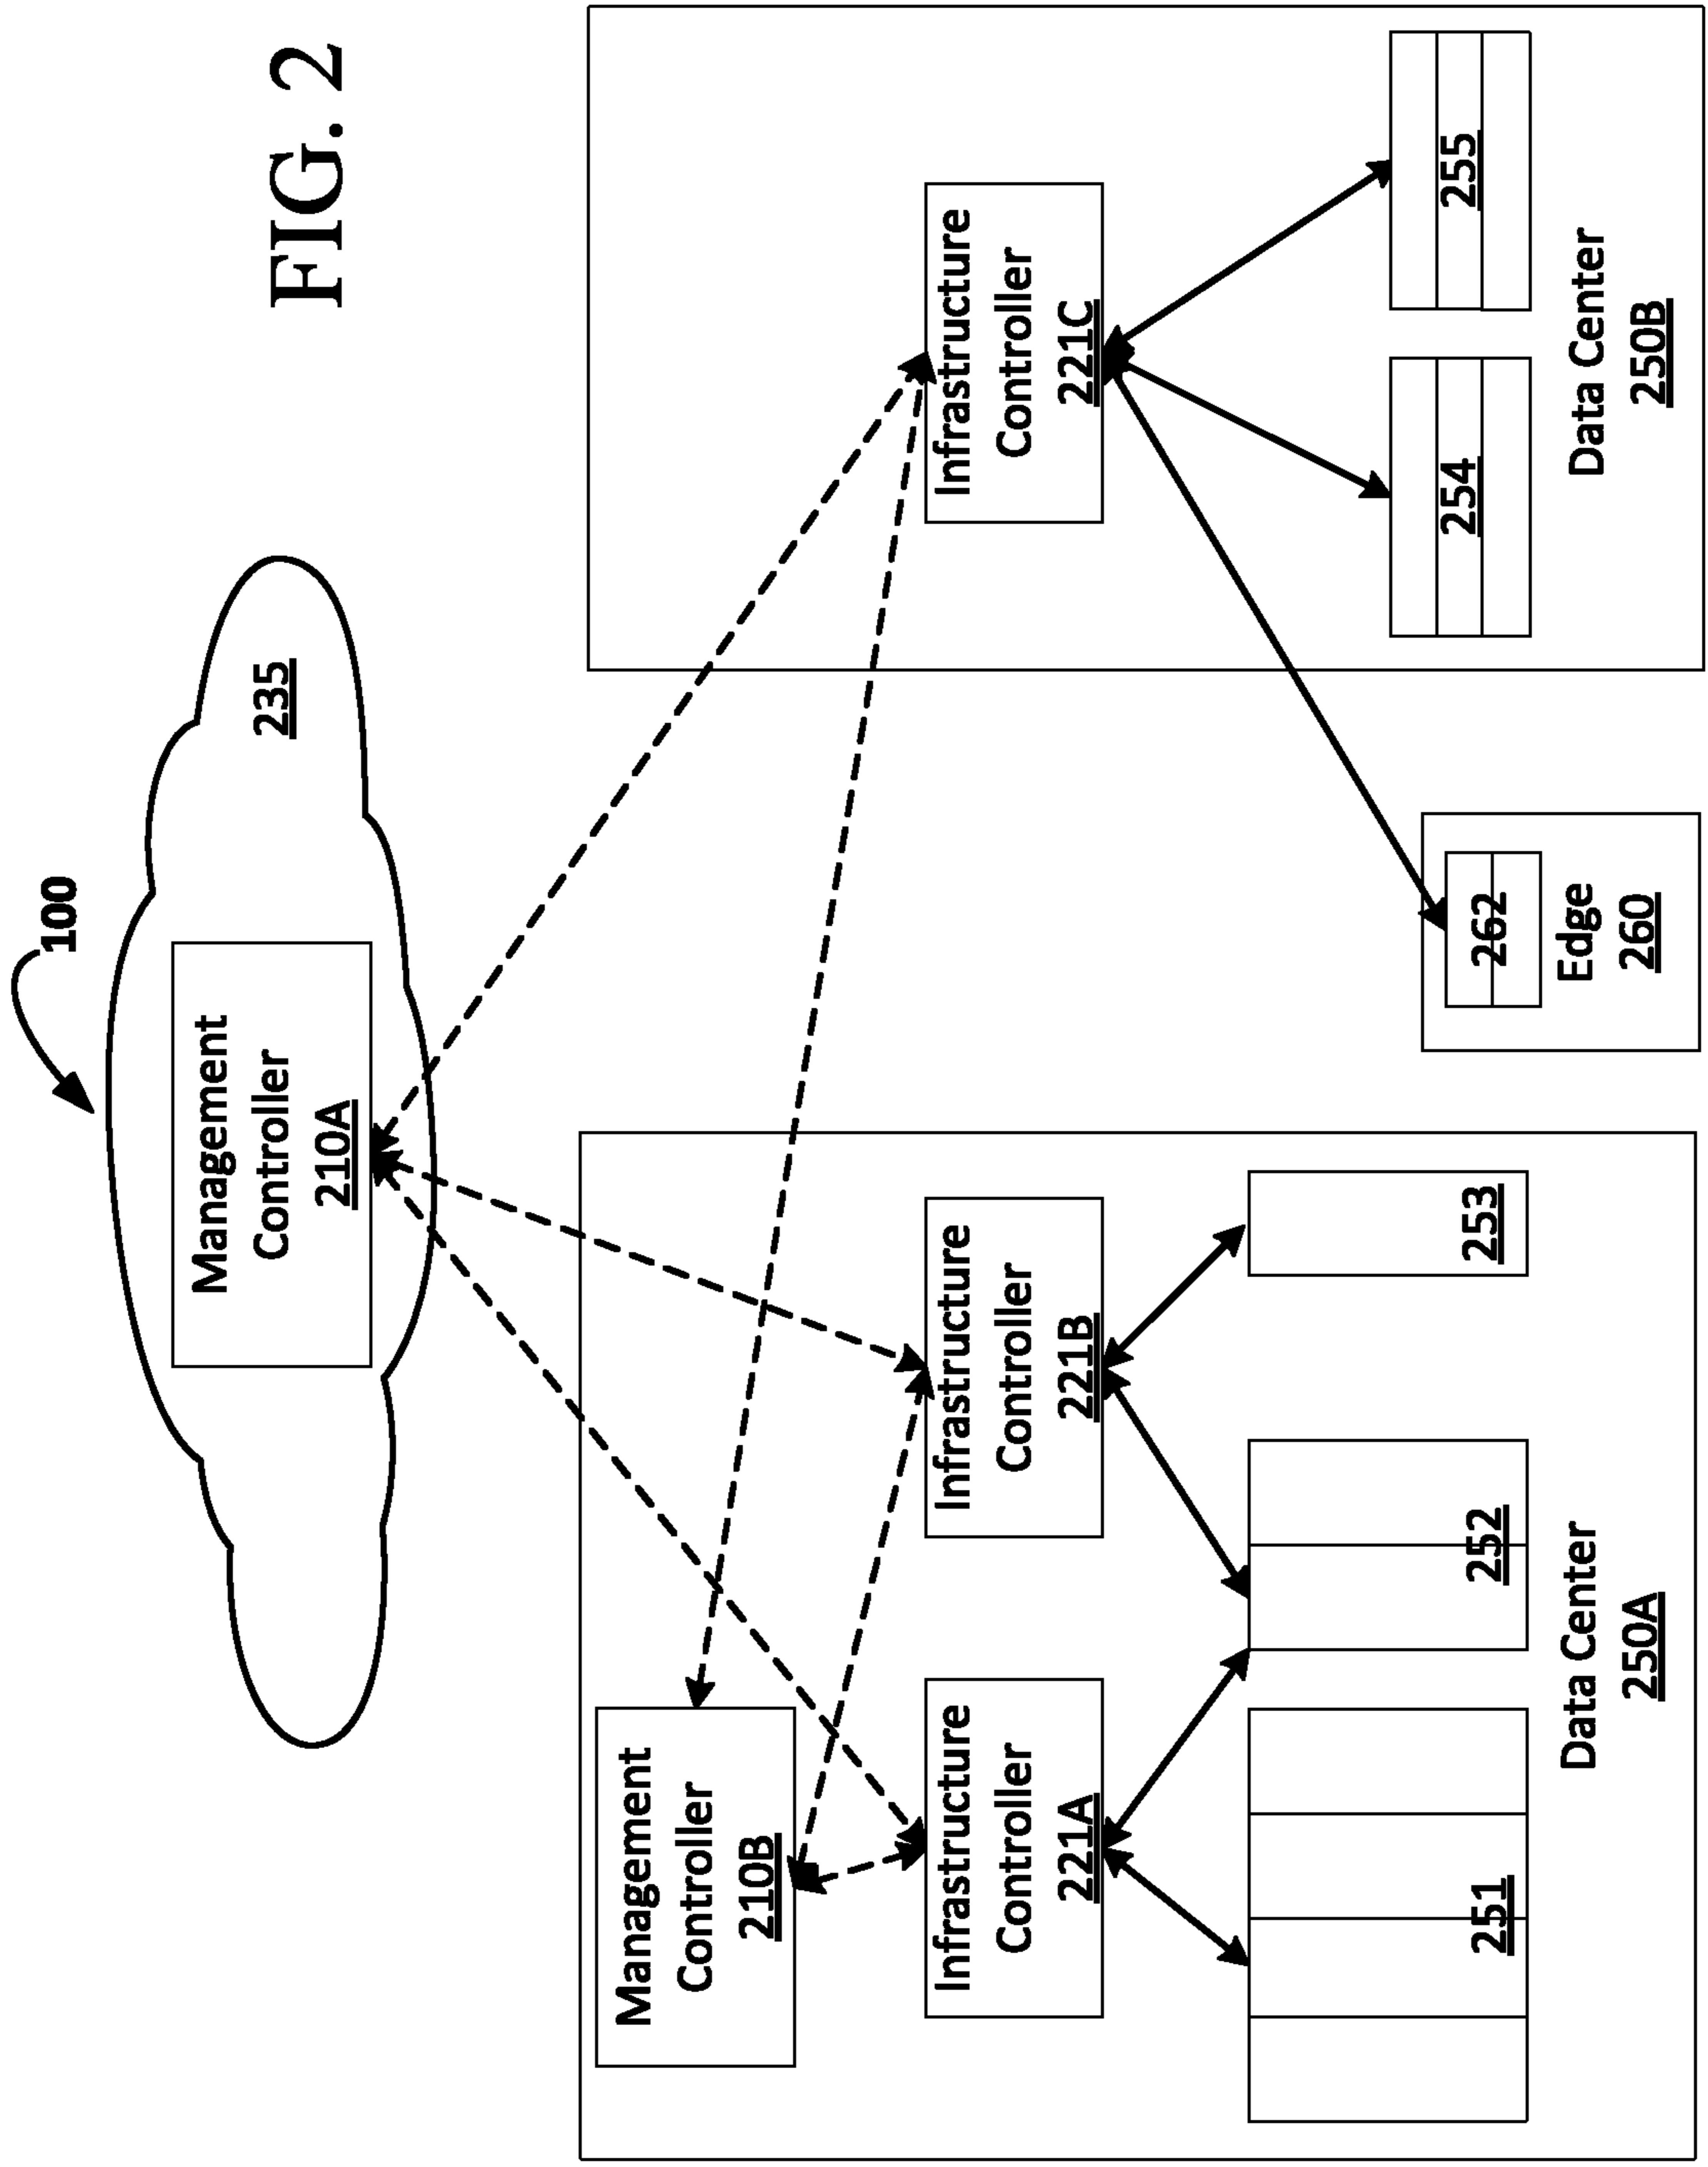 FIG. 2
100
235
Management
Controller
210A
Management
Controller
210B
Infrastructure
Controller
221A
Infrastructure
Controller
221B
Infrastructure
Controller
221C
251
252
253
Data Center
250A
262
Edge
260
254
255
Data Center
250B